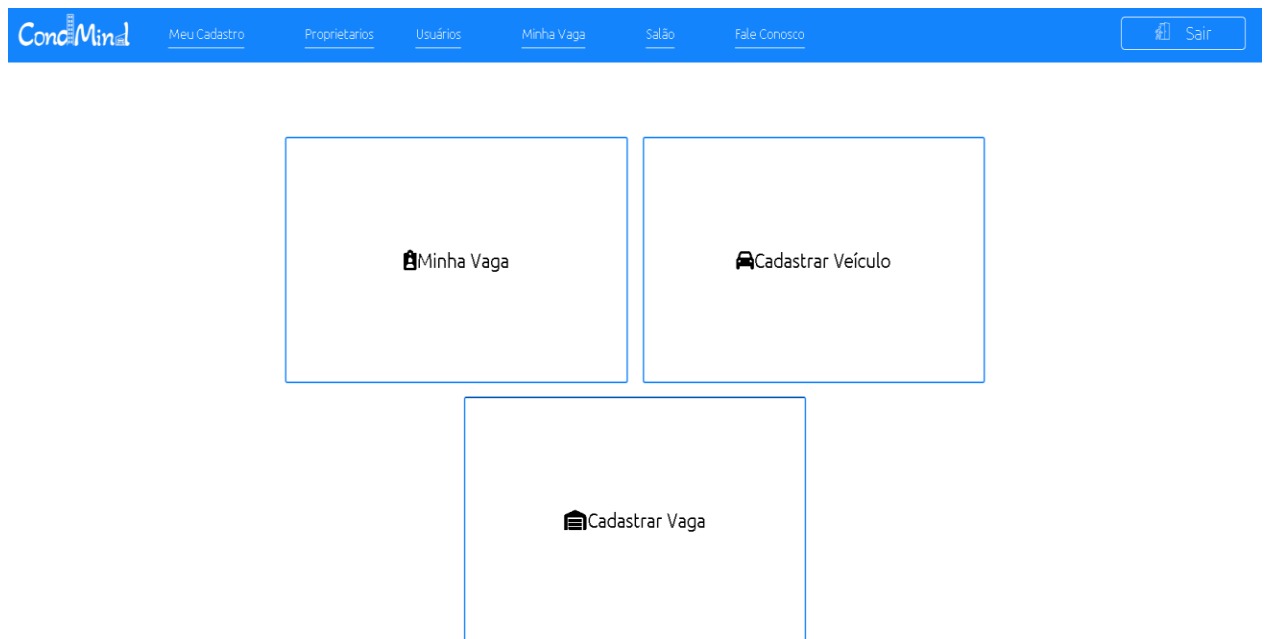 CondMind
Meu Cadastro
Proprietarios
Usuários
Minha Vaga
Salão
Fale Conosco
Sair
Minha Vaga
Cadastrar Veículo
Cadastrar Vaga